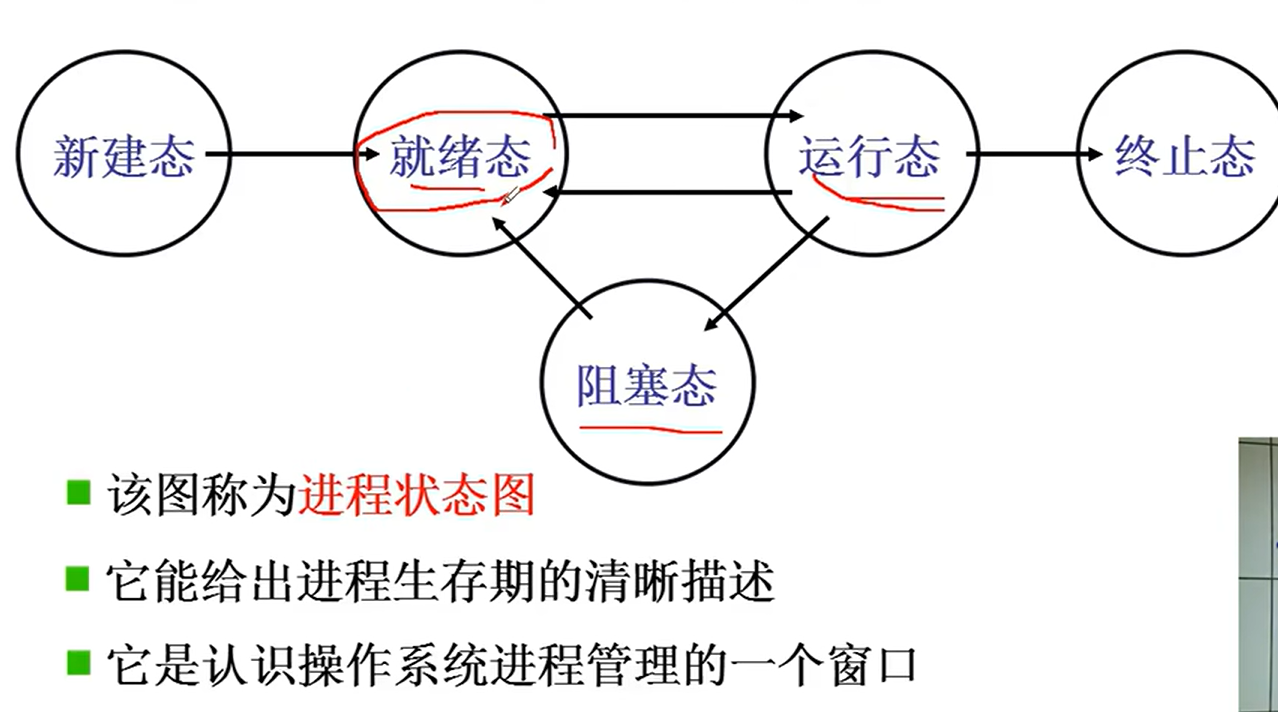 新建态 就绪态 运行态 终止态
阻塞态
该图称为进程状态图
它能给出进程生存期的清晰描述
它是认识操作系统进程管理的一个窗口